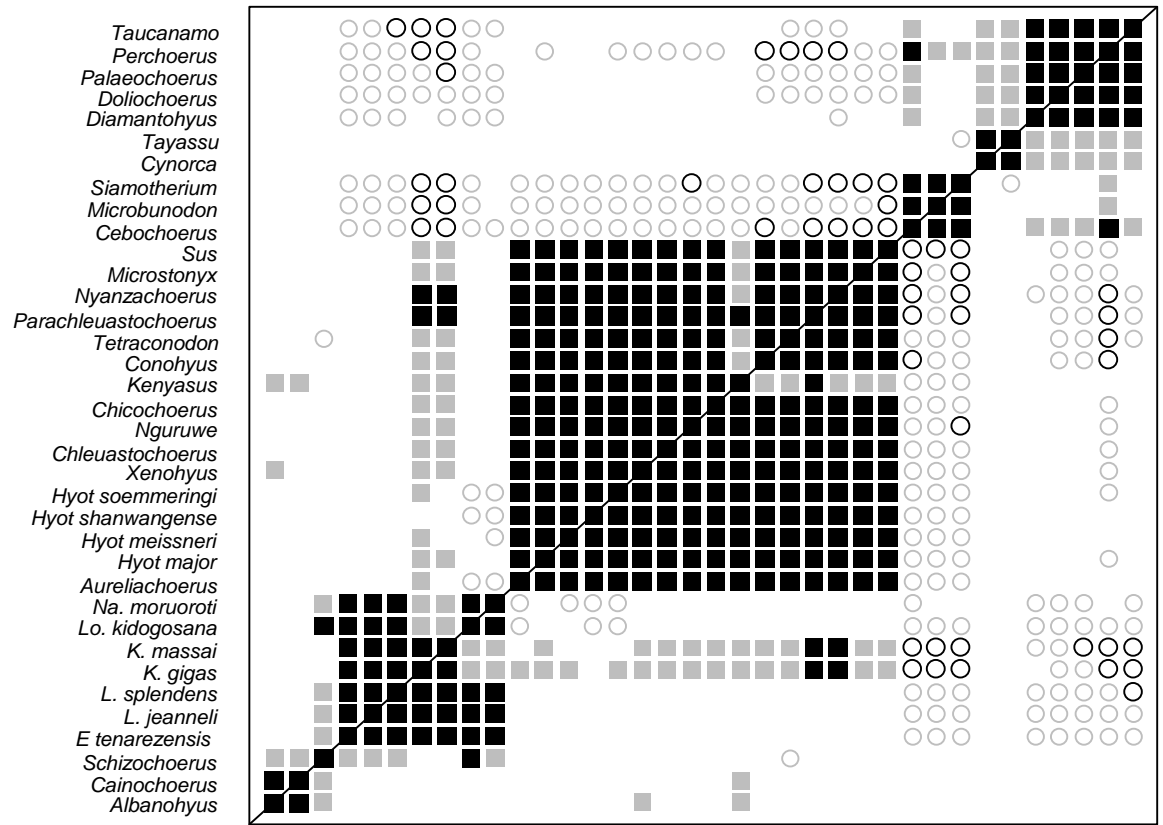 Taucanamo
Perchoerus
Palaeochoerus
Doliochoerus
Diamantohyus
Tayassu
Cynorca
Siamotherium
Microbunodon
Cebochoerus
Sus
Microstonyx
Nyanzachoerus
Parachleuastochoerus
Tetraconodon
Conohyus
Kenyasus
Chicochoerus
Nguruwe
Chleuastochoerus
Xenohyus
Hyot soemmeringi
Hyot shanwangense
Hyot meissneri
Hyot major
Aureliachoerus
Na. moruoroti
Lo. kidogosana
K. massai
K. gigas
L. splendens
L. jeanneli
E tenarezensis
Schizochoerus
Cainochoerus
Albanohyus